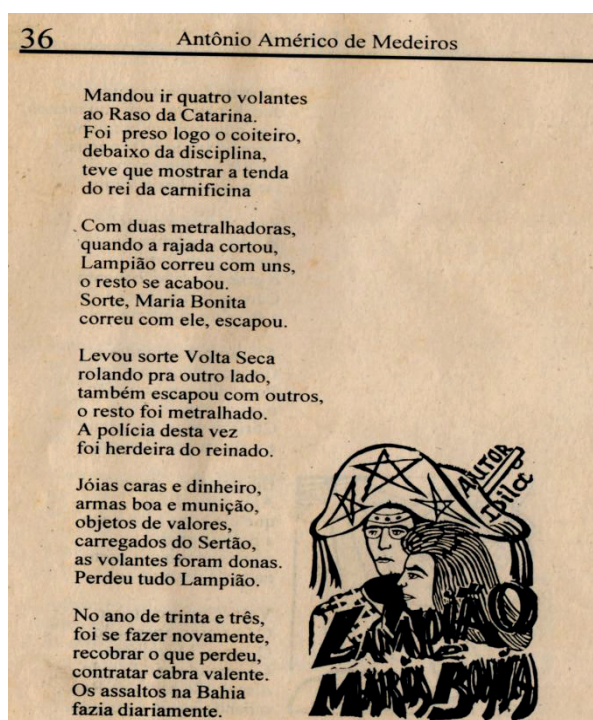 36
Antônio Américo de Medeiros
Mandou ir quatro volantes
ao Raso da Catarina.
Foi preso logo o coiteiro,
debaixo da disciplina,
teve que mostrar a tenda
do rei da carnificina
Com duas metralhadoras,
quando a rajada cortou,
Lampião correu com uns,
o resto se acabou.
Sorte, Maria Bonita
correu com ele, escapou.
Levou sorte Volta Seca
rolando pra outro lado,
também escapou com outros,
o resto foi metralhado.
A polícia desta vez
foi herdeira do reinado.
Jóias caras e dinheiro,
armas boa e munição,
objetos de valores,
carregados do Sertão,
as volantes foram donas.
Perdeu tudo Lampião.
No ano de trinta e três,
foi se fazer novamente,
recobrar o que perdeu,
contratar cabra valente.
Os assaltos na Bahia
fazia diariamente.
AUTOR
Dila
LAMPIÃO
MARIA BONITA